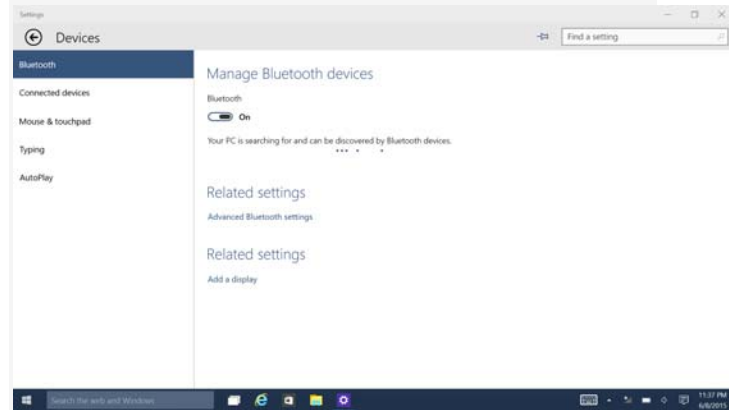 Settings
Devices
Find a setting
Bluetooth
Connected devices
Mouse & touchpad
Typing
AutoPlay
Manage Bluetooth devices
Bluetooth
On
Your PC is searching for and can be discovered by Bluetooth devices.
Related settings
Advanced Bluetooth settings
Related settings
Add a display
Search the web and Windows
11:37 PM
6/8/2015